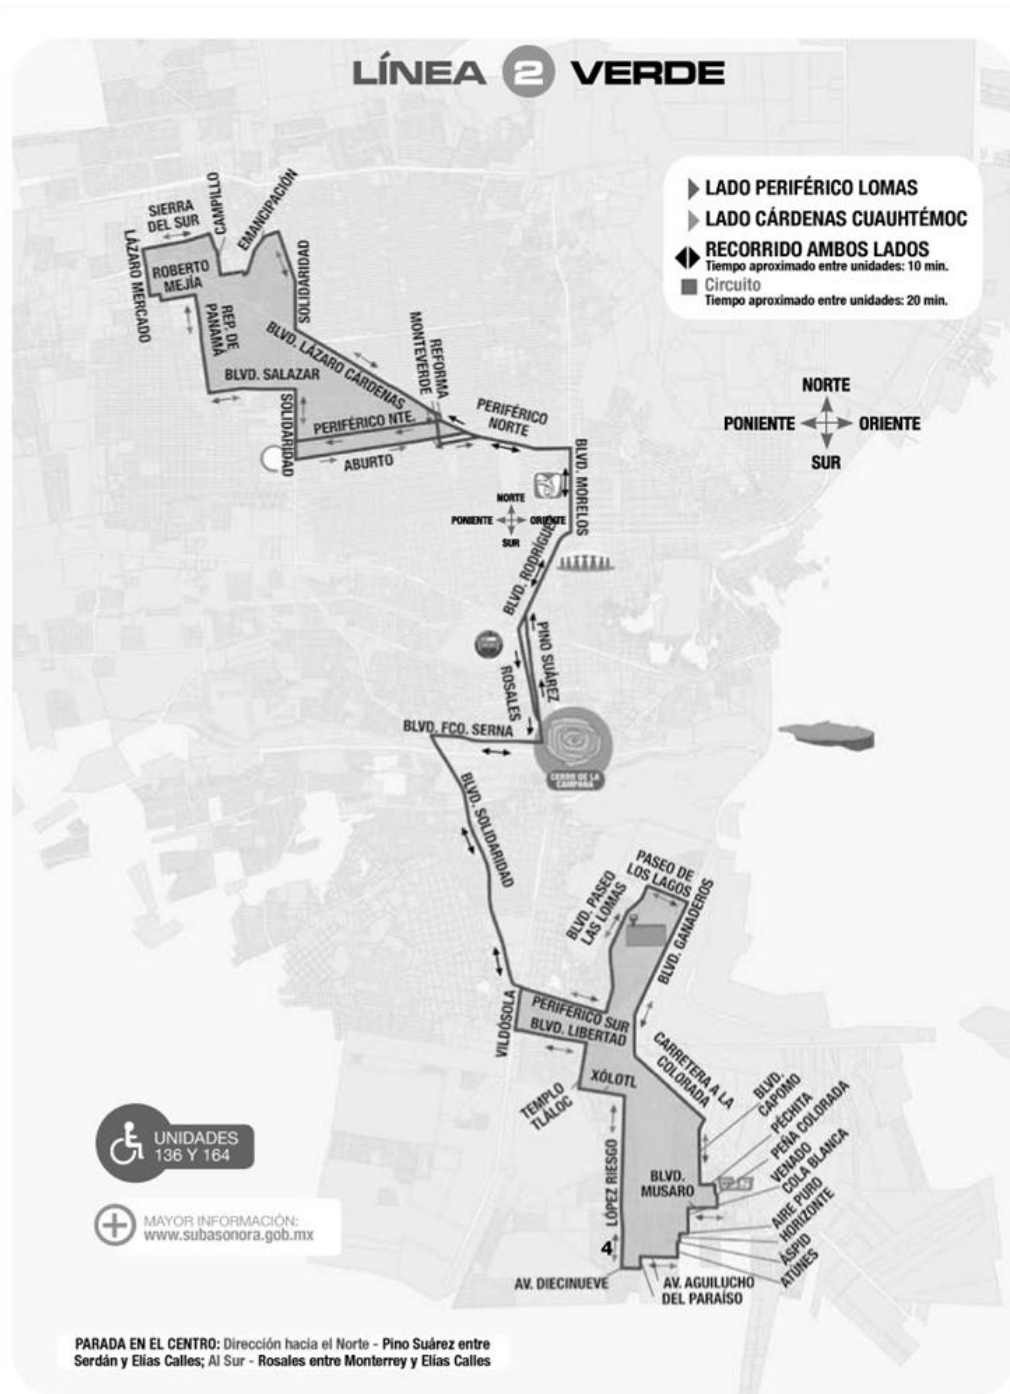 LÍNEA 2 VERDE
LADO PERIFÉRICO LOMAS
LADO CÁRDENAS CUAUHTÉMOC
RECORRIDO AMBOS LADOS
Tiempo aproximado entre unidades: 10 min.
Circuito
Tiempo aproximado entre unidades: 20 min.
CAMPILLO
EMANCIPACIÓN
SIERRA
DEL SUR
LÁZARO MERCADO
ROBERTO
MEJÍA
SOLIDARIDAD
REP. DE
PANAMÁ
BLVD. LÁZARO CÁRDENAS
REFORMA
MONTEVERDE
BLVD. SALAZAR
SOLIDARIDAD
PERIFÉRICO NTE.
PERIFÉRICO
NORTE
ABURTO
NORTE
PONIENTE
ORIENTE
SUR
BLVD. MORELOS
NORTE
PONIENTE
ORIENTE
SUR
BLVD. RODRÍGUEZ
PINO SUÁREZ
ROSALES
BLVD. FCO. SERNA
CERRO DE LA
CAMPANA
BLVD. SOLIDARIDAD
PASEO DE
LOS LAGOS
BLVD. PASEO
LAS LOMAS
BLVD. GANADEROS
VILDÓSOLA
PERIFÉRICO SUR
BLVD. LIBERTAD
CARRETERA A LA
COLORADA
XÓLOTL
TEMPLO
TLÁLOC
BLVD.
CAPOMO
PÉCHITA
PEÑA COLORADA
VENADO
COLA BLANCA
AIRE PURO
HORIZONTE
ÁSPID
ATÚNES
LÓPEZ RIESGO
BLVD.
MUSARO
4
AV. DIECINUEVE
AV. AGUILUCHO
DEL PARAÍSO
UNIDADES
136 Y 164
MAYOR INFORMACIÓN:
www.subasonora.gob.mx
PARADA EN EL CENTRO: Dirección hacia el Norte - Pino Suárez entre
Serdán y Elías Calles; Al Sur - Rosales entre Monterrey y Elías Calles